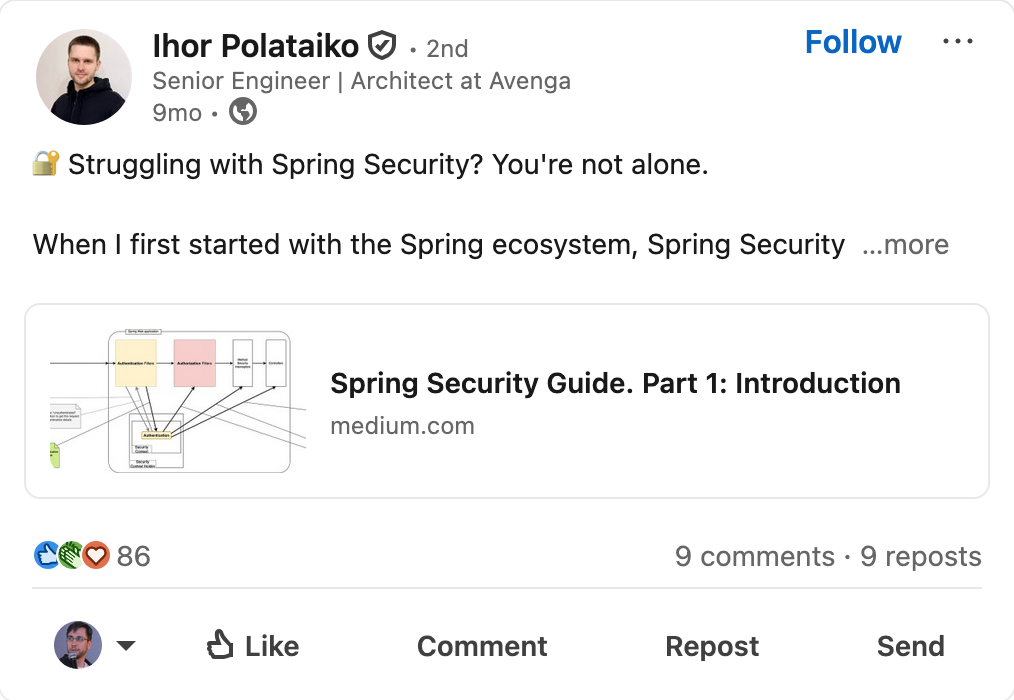 Ihor Polataiko • 2nd
Follow
Senior Engineer | Architect at Avenga
9mo •
Struggling with Spring Security? You're not alone.
When I first started with the Spring ecosystem, Spring Security ...more
Spring Web application
Authentication Filters
Authorization Filters
Method
Security
Interceptors
Controllers
Authentication
Security
Context
Security
Context Holder
Spring Security Guide. Part 1: Introduction
medium.com
86
9 comments · 9 reposts
Like
Comment
Repost
Send